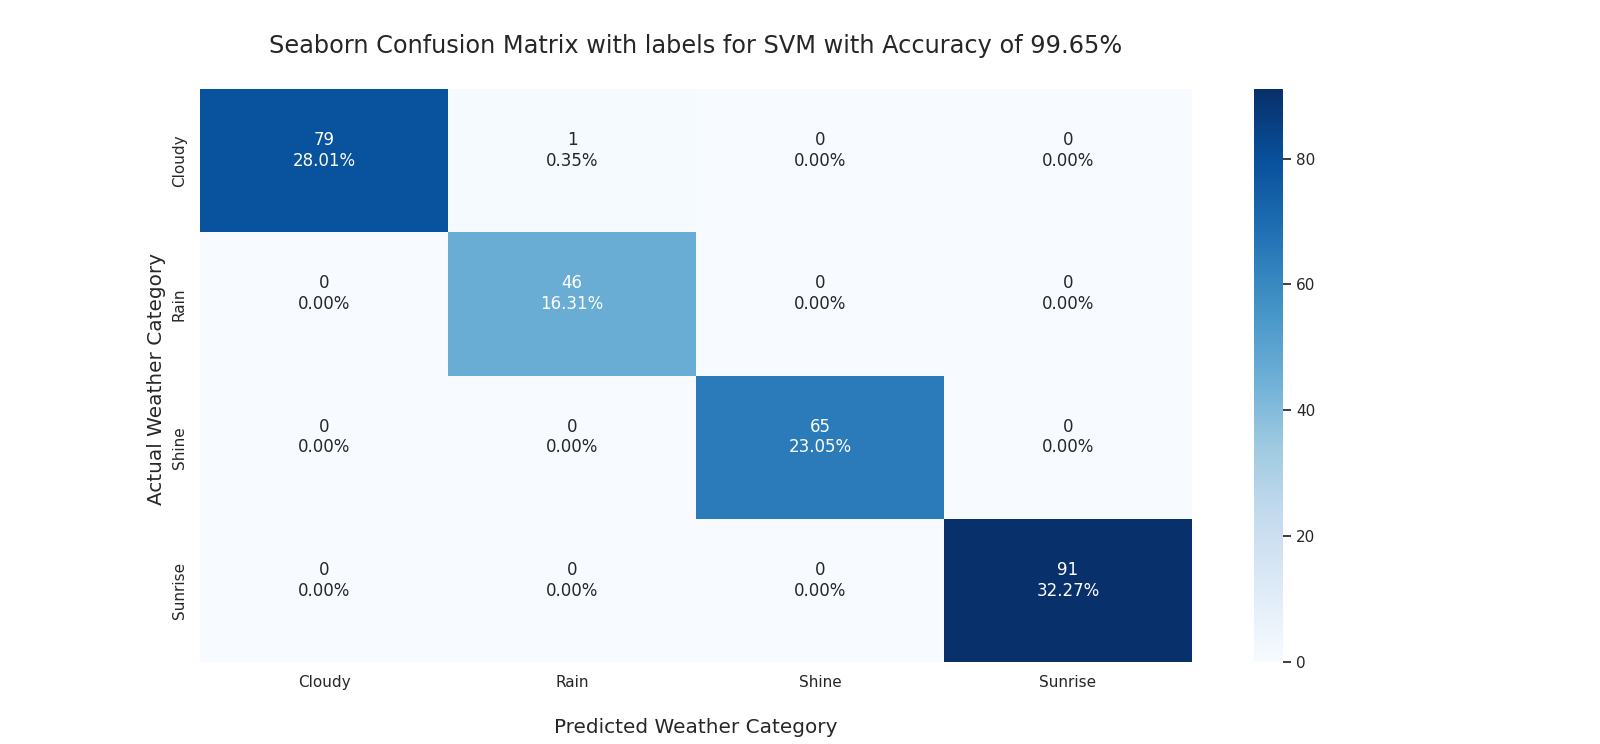 Seaborn Confusion Matrix with labels for SVM with Accuracy of 99.65%
Actual Weather Category
Cloudy
79 1 0 0
28.01% 0.35% 0.00% 0.00%
Rain
0 46 0 0
0.00% 16.31% 0.00% 0.00%
Shine
0 0 65 0
0.00% 0.00% 23.05% 0.00%
Sunrise
0 0 0 91
0.00% 0.00% 0.00% 32.27%
Cloudy Rain Shine Sunrise
Predicted Weather Category
80
60
40
20
0